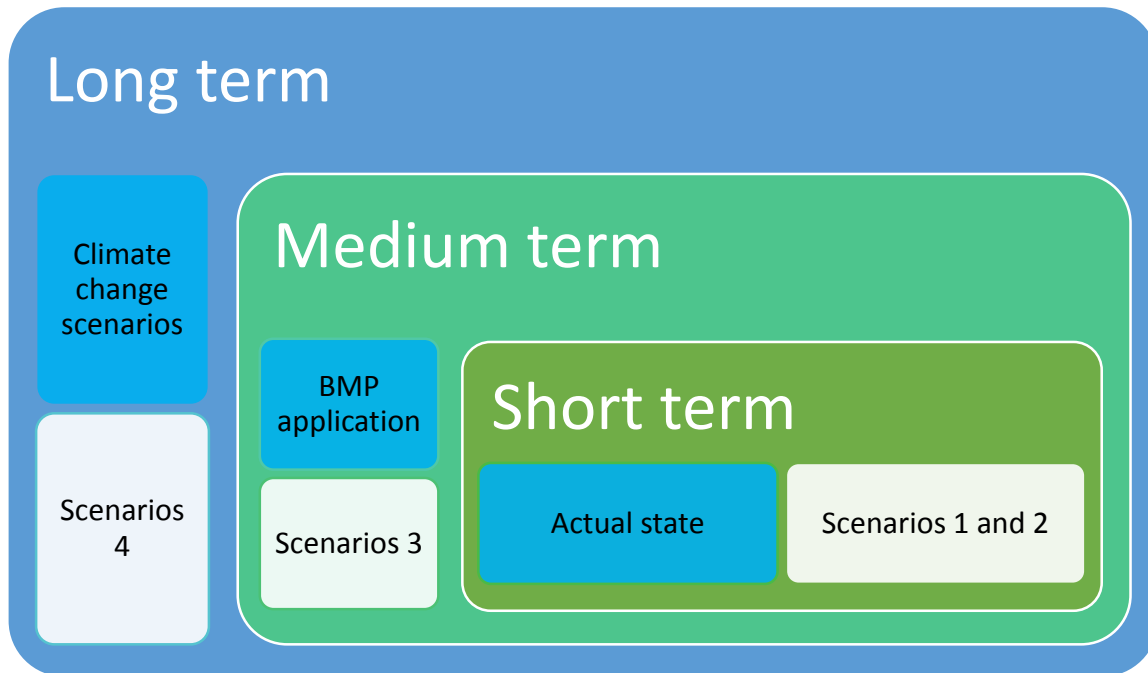 Long term
Climate
change
scenarios
Scenarios
4
Medium term
BMP
application
Scenarios 3
Short term
Actual state
Scenarios 1 and 2